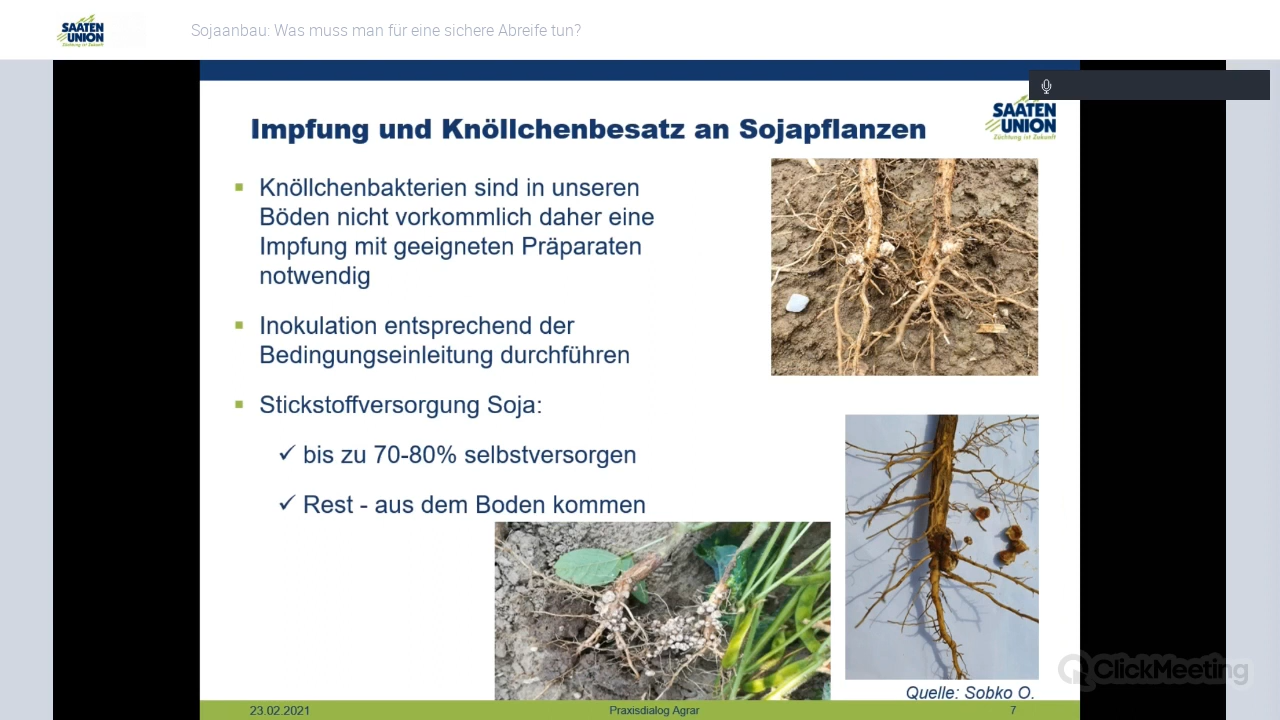 SAATEN
UNION
Züchtung ist Zukunft
Sojaanbau: Was muss man für eine sichere Abreife tun?
SAATEN
UNION
Züchtung ist Zukunft
Impfung und Knöllchenbesatz an Sojapflanzen
Knöllchenbakterien sind in unseren
Böden nicht vorkommlich daher eine
Impfung mit geeigneten Präparaten
notwendig
Inokulation entsprechend der
Bedingungseinleitung durchführen
Stickstoffversorgung Soja:
✓ bis zu 70-80% selbstversorgen
✓ Rest - aus dem Boden kommen
Quelle: Sobko O.
ClickMeeting
23.02.2021
Praxisdialog Agrar
7